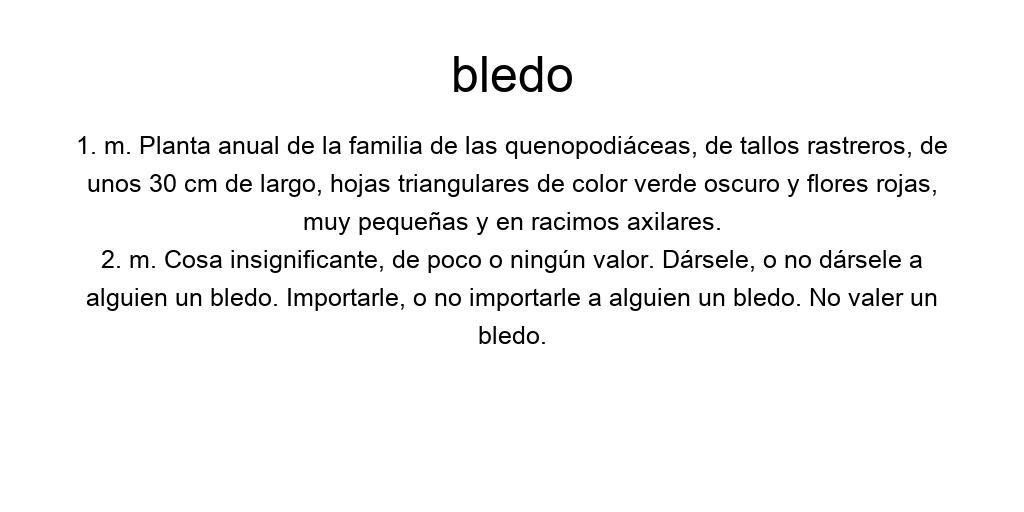 bledo
1. m. Planta anual de la familia de las quenopodiáceas, de tallos rastreros, de
unos 30 cm de largo, hojas triangulares de color verde oscuro y flores rojas,
muy pequeñas y en racimos axilares.
2. m. Cosa insignificante, de poco o ningún valor. Dársele, o no dársele a
alguien un bledo. Importarle, o no importarle a alguien un bledo. No valer un
bledo.